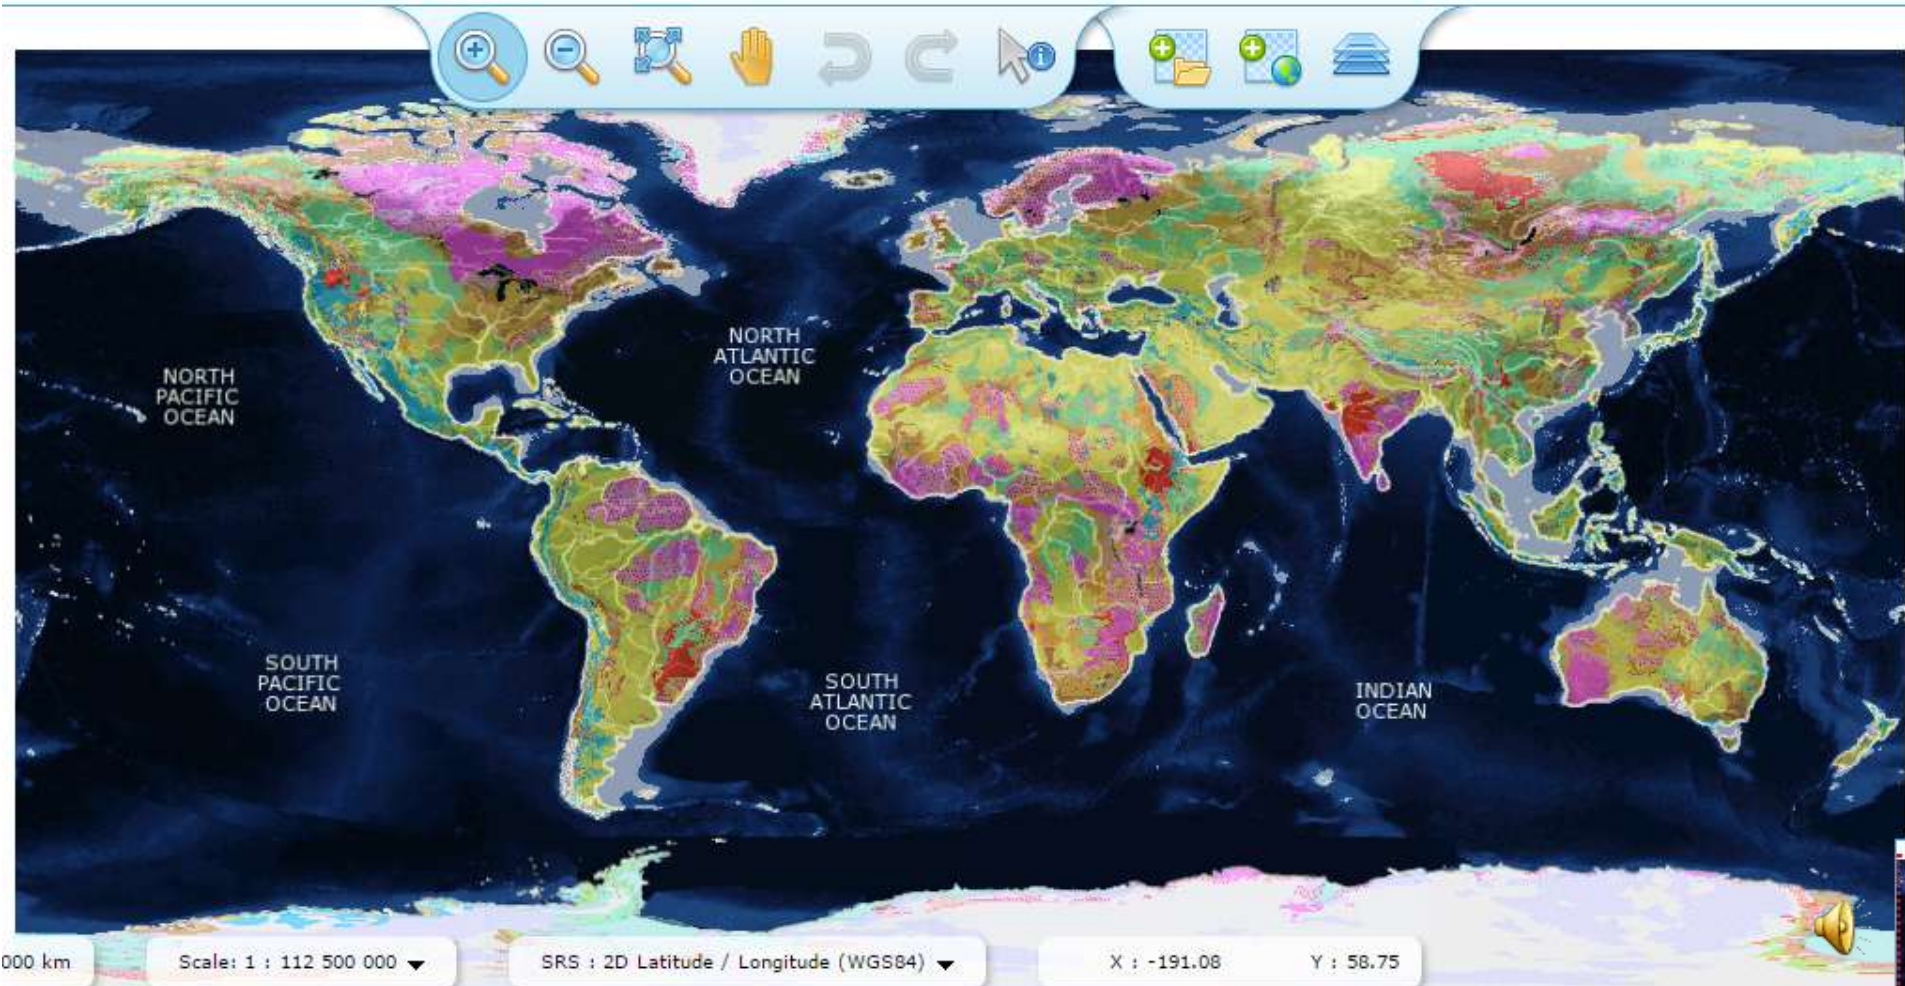 NORTH
ATLANTIC
OCEAN
NORTH
PACIFIC
OCEAN
SOUTH
PACIFIC
OCEAN
SOUTH
ATLANTIC
OCEAN
INDIAN
OCEAN
000 km
Scale: 1 : 112 500 000
SRS : 2D Latitude / Longitude (WGS84)
X : -191.08
Y : 58.75